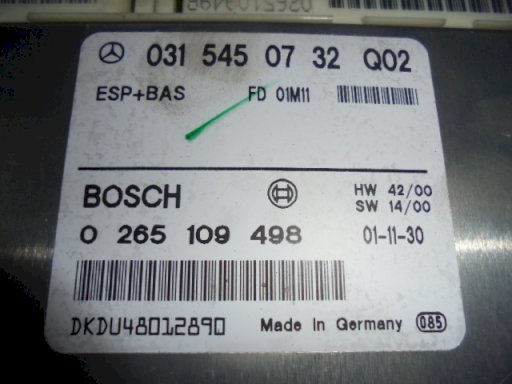 0265109498
031 545 07 32 Q02
ESP+BAS FD 01M11
BOSCH HW 42/00
SW 14/00
0 265 109 498 01-11-30
DKDU48012890 Made in Germany 085